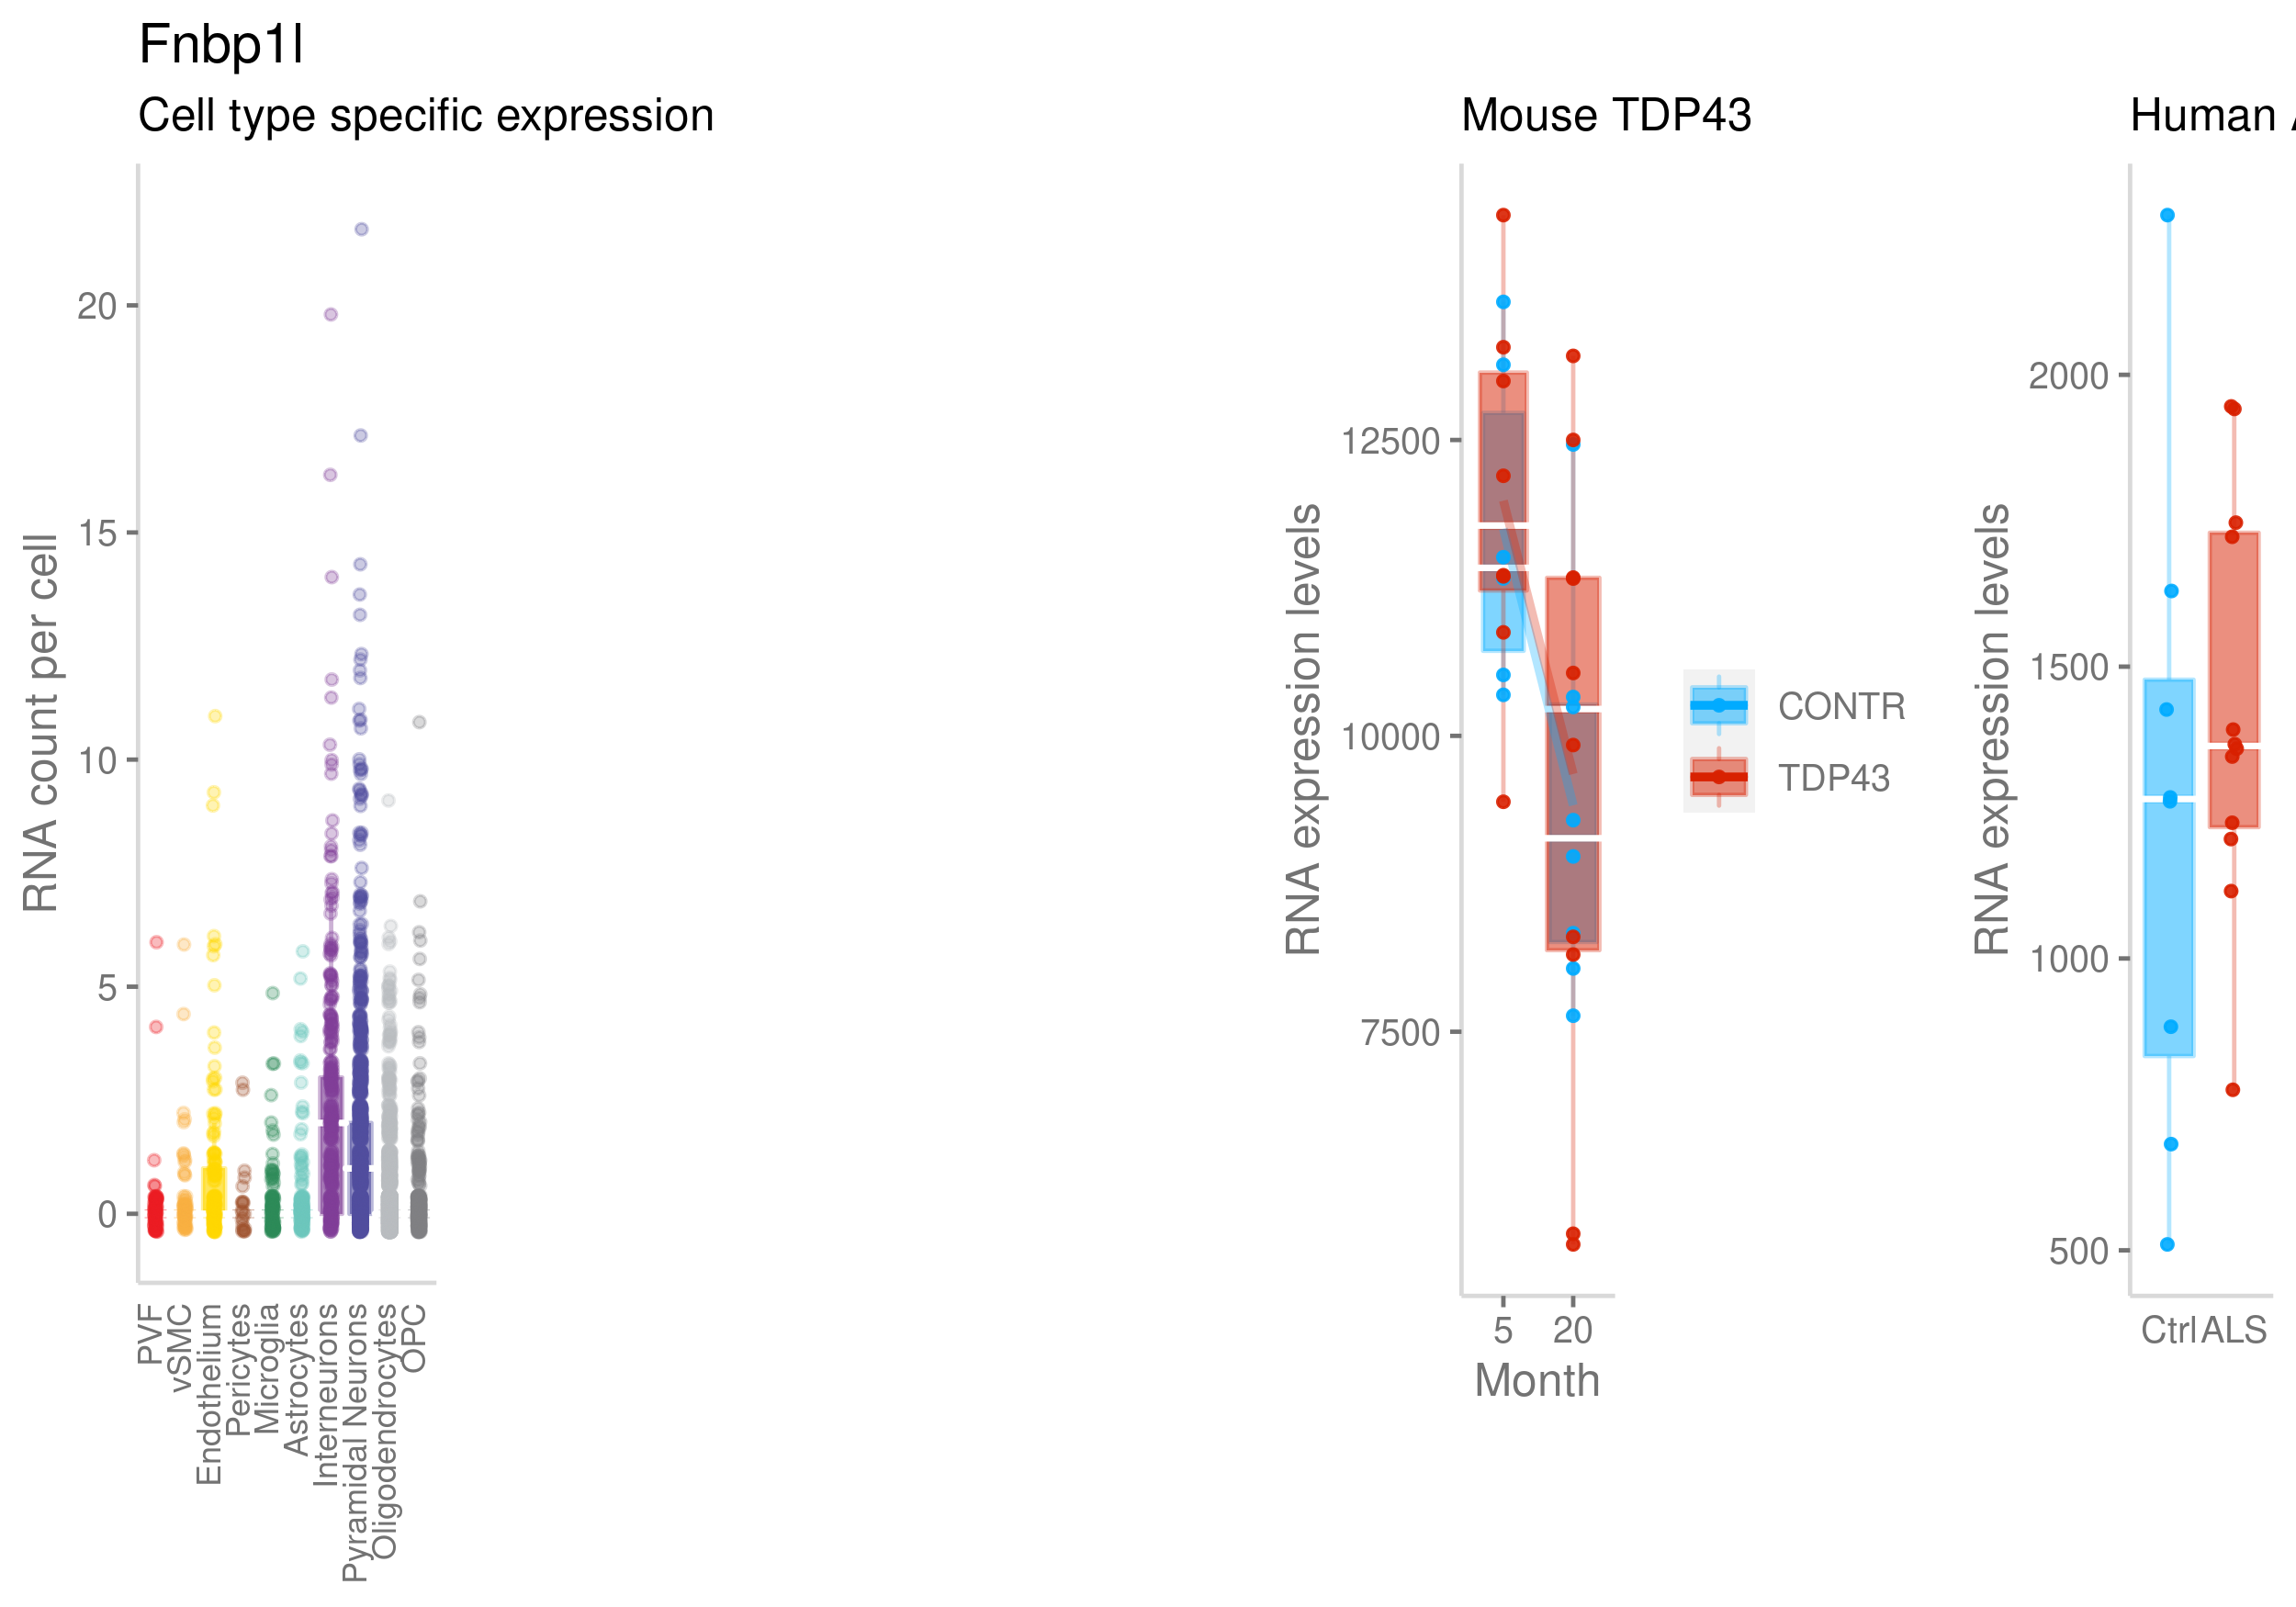 Fnbp1l
Cell type specific expression
RNA count per cell
20
15
10
5
0
PVF
vSMC
Endothelium
Pericytes
Microglia
Astrocytes
Interneurons
Pyramidal Neurons
Oligodendrocytes
OPC
Mouse TDP43
RNA expression levels
12500
10000
7500
5
20
Month
CONTR
TDP43
Human
RNA expression levels
2000
1500
1000
500
Ctrl
ALS